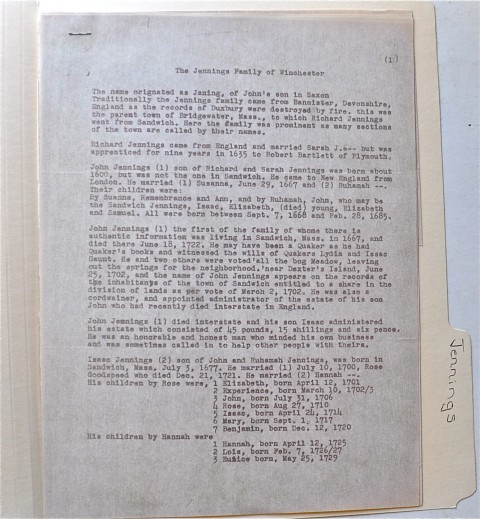 (1)
The Jennings Family of Winchester
The name orignated as Janing, of John's son in Saxon
Traditionally the Jennings family came from Bannister, Devonshire,
England as the records of Duxbury were destroyed by fire. this was
the parent town of Bridgewater, Mass., to which Richard Jennings
went from Sandwich. Here the family was prominent as many sections
of the town are called by their names.
Richard Jennings came from England and married Sarah J.--- but was
apprenticed for nine years in 1635 to Robert Bartlett of Plymouth.
John Jennings (1) son of Richard and Sarah Jennings was born about
1600, but was not the one in Sandwich. He came to New England from
London. He married (1) Susanna, June 29, 1667 and (2) Ruhamah --.
Their children were:
By Susanna, Remembrance and Ann, and by Ruhamah, John, who may be
the Sandwich Jennings, Isaac, Elizabeth, (died) young, Elizabeth
and Samuel. All were born between Sept. 7, 1668 and Feb. 28, 1685.
John Jennings (1) the first of the family of whome there is
authentic information was living in Sandwich, Mass, in 1667, and
died there June 18, 1722. He may have been a Quaker as he had
Quaker's books and witnessed the wills of Quakers Lydia and Isaac
Gaunt. He and two others were voted 'all the bog Meadow, leaving
out the springs for the neighborhood.'near Dexter's Island, June
25, 1702, and the name of John Jennings appears on the records of
the inhabitants of the town of Sandwich entitled to a share in the
division of lands as per vote of March 2, 1702. He was also a
cordwainer, and appointed administrator of the estate of his son
John who had recently died interstate in England.
John Jennings (1) died interstate and his son Isaac administered
his estate which consisted of 45 pounds, 15 shillings and six pence.
He was an honorable and honest man who minded his own business
and was sometimes called-in to help other people with theirs.
Isaac Jennings (2) son of John and Ruhamah Jennings, was born in
Sandwich, Mass, July 3, 1677. He married (1) July 10, 1700, Rose
Goodspeed who died Dec. 21, 1721. He married (2) Hannah --.
His children by Rose were, 1 Elizabeth, born April 12, 1701
2 Experience, born March 10, 1702/3
3 John, born July 31, 1706
4 Rose, born Aug 27, 1710
5 Isaac, born April 24, 1714
6 Mary, born Sept. 1, 1717
7 Benjamin, born Dec. 12, 1720
His children by Hannah were
1 Hannah, born April 12, 1725
2 Lois, born Feb. 7, 1726/27
3 Eunice born, May 25, 1729
Jennings